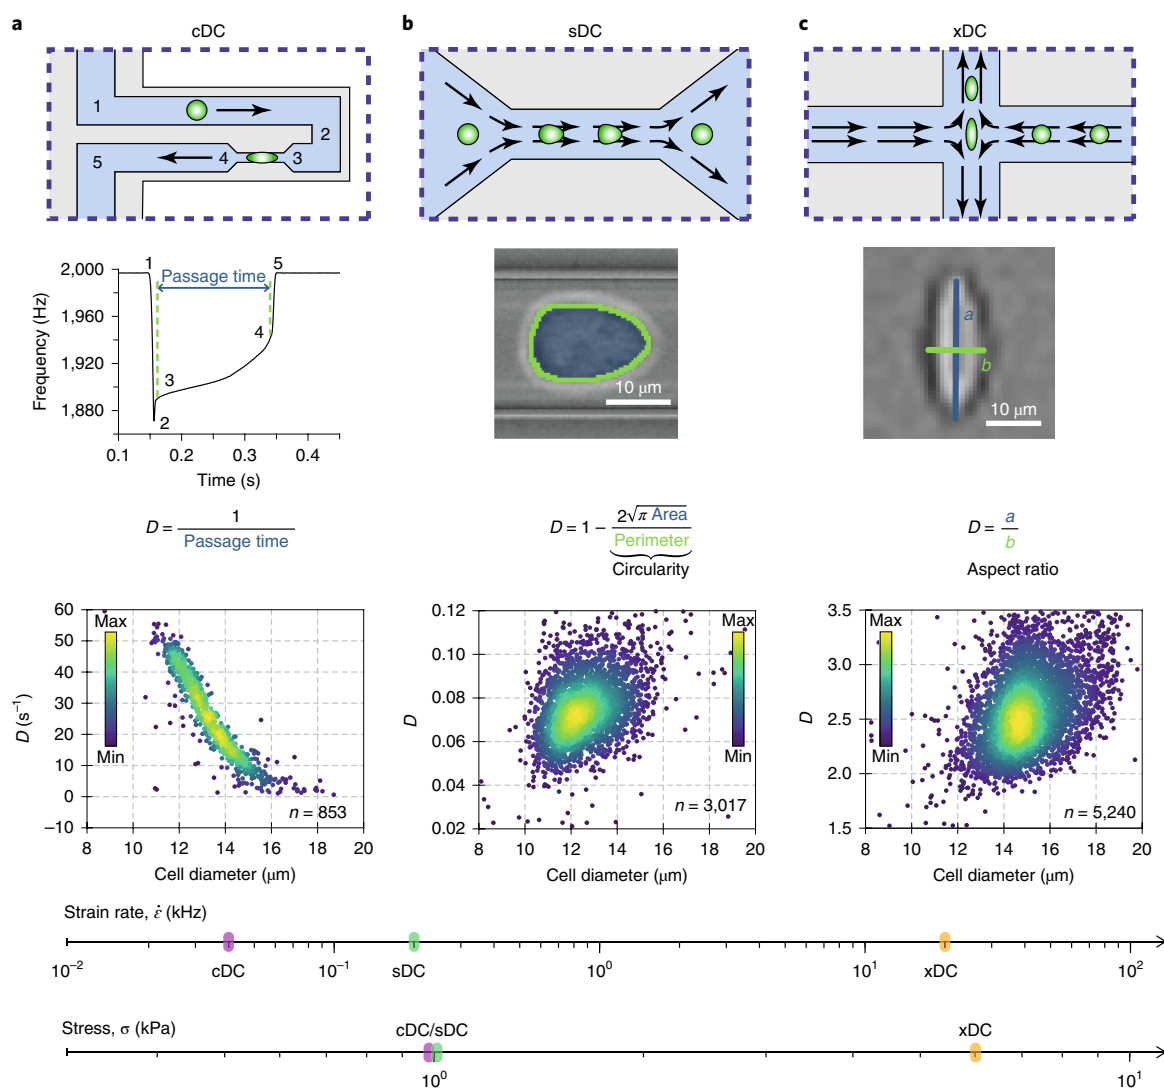 a
cDC
1
2
5
4
3
b
sDC
c
xDC
Frequency (Hz)
2,000
1,960
1,920
1,880
1
5
Passage time
4
3
2
0.1
0.2
0.3
0.4
Time (s)
10 μm
a
b
10 μm
D = 1 / Passage time
D = 1 − 2√π Area / Perimeter
Circularity
D = a / b
Aspect ratio
D (s⁻¹)
60
50
40
30
20
10
0
−10
Max
Min
n = 853
8 10 12 14 16 18 20
Cell diameter (μm)
D
0.12
0.10
0.08
0.06
0.04
0.02
Max
Min
n = 3,017
8 10 12 14 16 18 20
Cell diameter (μm)
D
3.5
3.0
2.5
2.0
1.5
Max
Min
n = 5,240
8 10 12 14 16 18 20
Cell diameter (μm)
Strain rate, ε̇ (kHz)
10⁻² cDC 10⁻¹ sDC 10⁰ 10¹ xDC 10²
Stress, σ (kPa)
cDC/sDC xDC
10⁰ 10¹